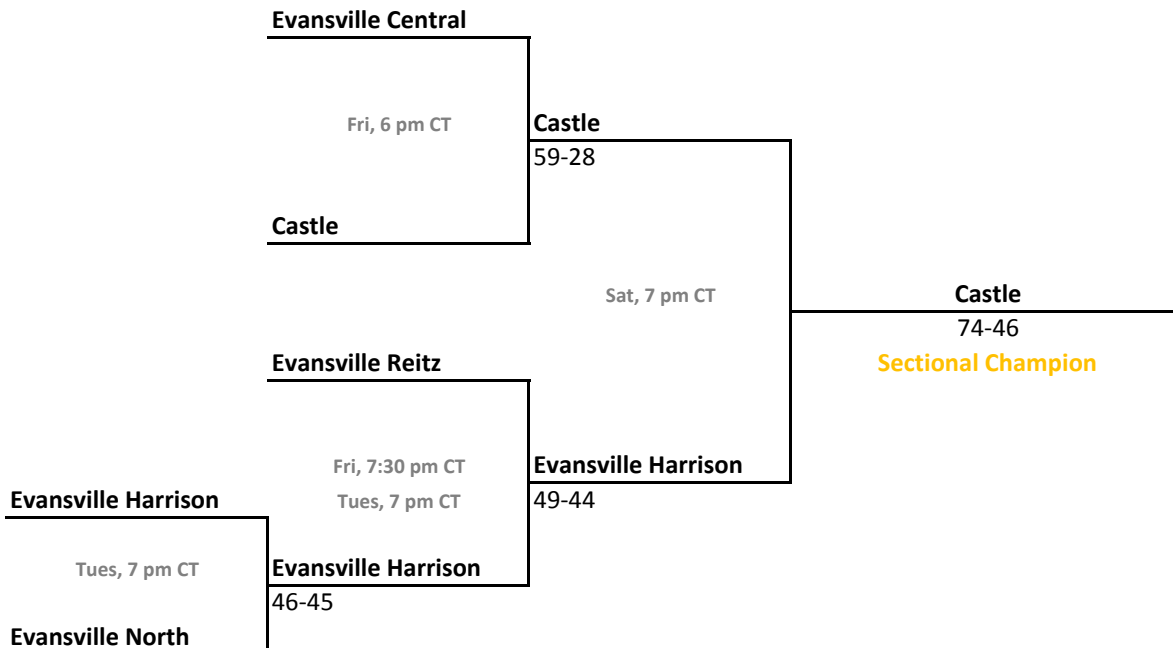 Evansville Central
Fri, 6 pm CT
Castle
59-28
Castle
Sat, 7 pm CT
Castle
74-46
Sectional Champion
Evansville Reitz
Fri, 7:30 pm CT
Evansville Harrison
Evansville Harrison
Tues, 7 pm CT
49-44
Tues, 7 pm CT
Evansville Harrison
46-45
Evansville North